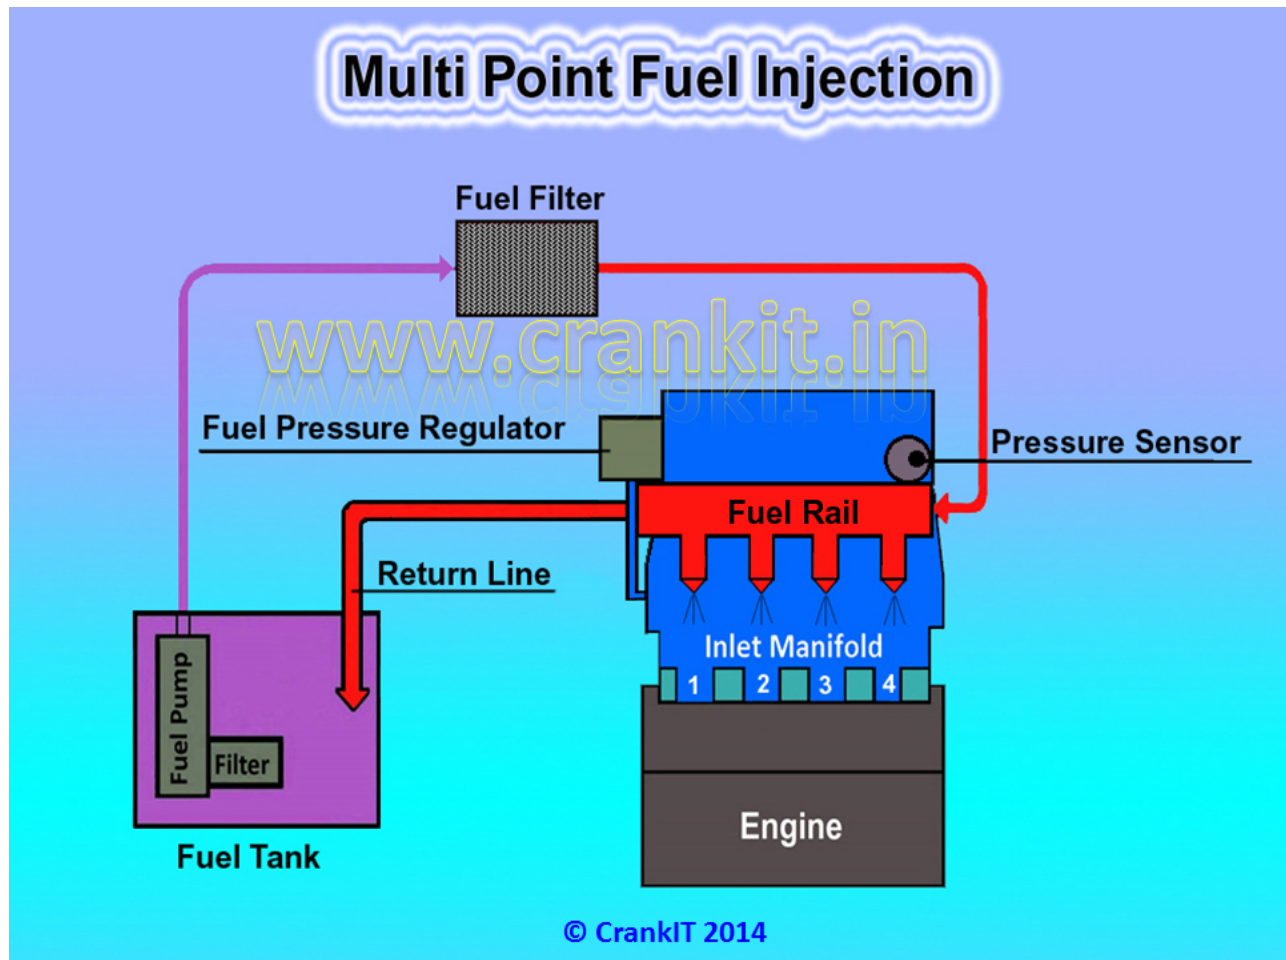 Multi Point Fuel Injection
Fuel Filter
www.crankit.in
Fuel Pressure Regulator
Pressure Sensor
Fuel Rail
Return Line
Inlet Manifold
1 2 3 4
Fuel Pump
Filter
Engine
Fuel Tank
© CrankIT 2014